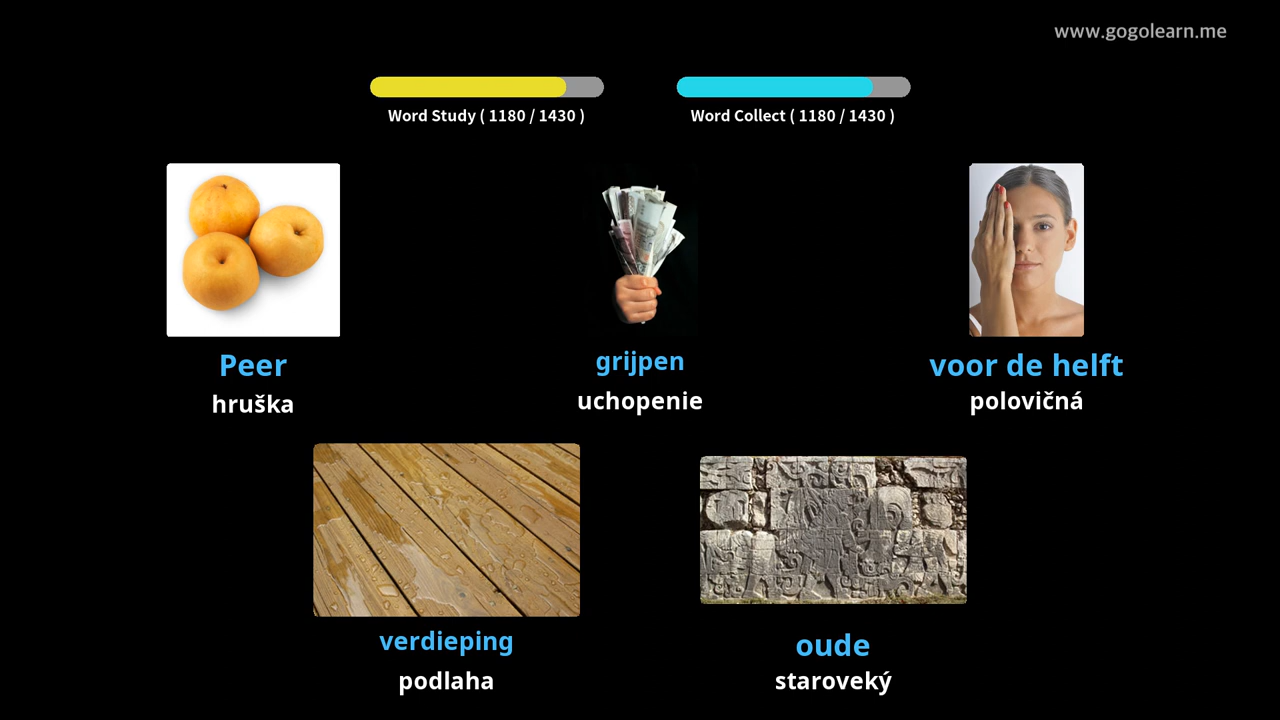 www.gogolearn.me
Word Study ( 1180 / 1430 )
Word Collect ( 1180 / 1430 )
Peer
hruška
grijpen
uchopenie
voor de helft
polovičná
verdieping
podlaha
oude
staroveký